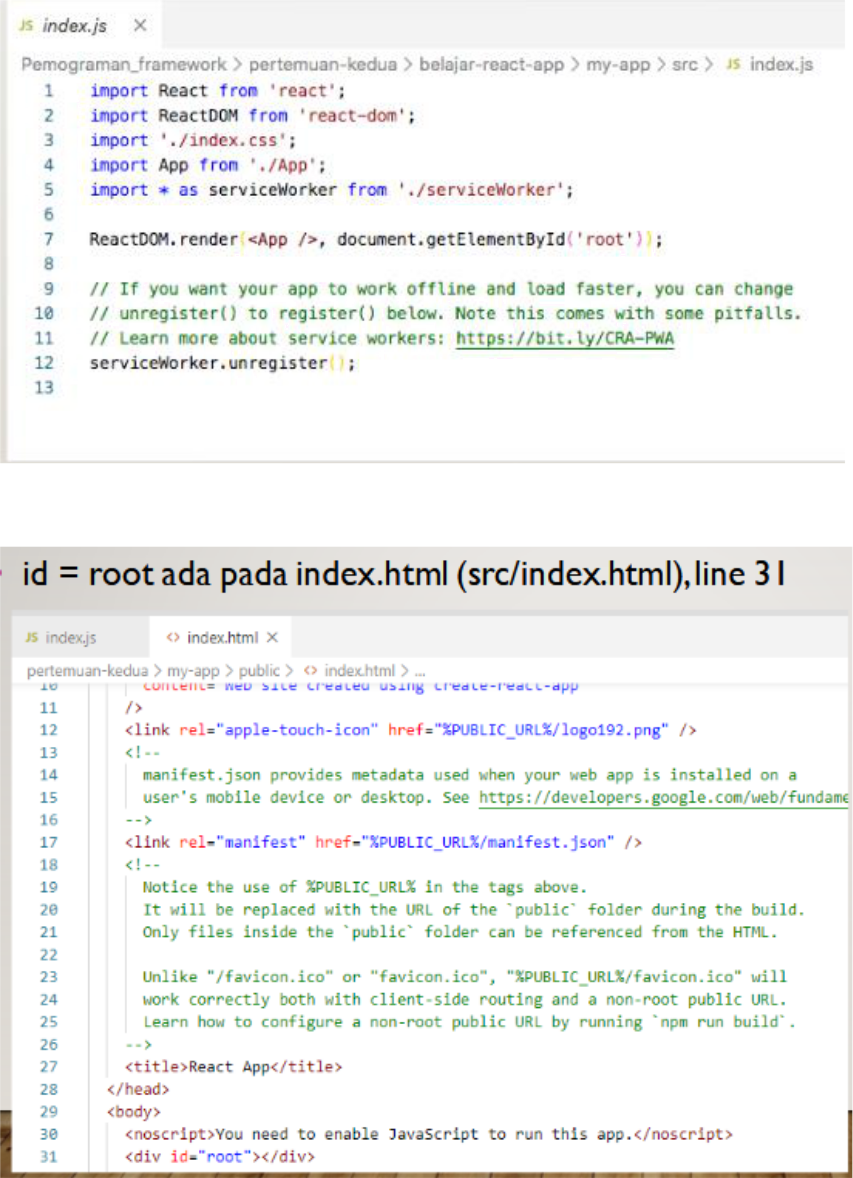 JS index.js ×
Pemograman_framework > pertemuan-kedua > belajar-react-app > my-app > src > JS index.js
1 import React from 'react';
2 import ReactDOM from 'react-dom';
3 import './index.css';
4 import App from './App';
5 import * as serviceWorker from './serviceWorker';
6
7 ReactDOM.render(<App />, document.getElementById('root'));
8
9 // If you want your app to work offline and load faster, you can change
10 // unregister() to register() below. Note this comes with some pitfalls.
11 // Learn more about service workers: https://bit.ly/CRA-PWA
12 serviceWorker.unregister();
13
id = root ada pada index.html (src/index.html), line 31
JS index.js <> index.html ×
pertemuan-kedua > my-app > public > <> index.html > ...
10 content="Web site created using create-react-app
11 />
12 <link rel="apple-touch-icon" href="%PUBLIC_URL%/logo192.png" />
13 <!--
14 manifest.json provides metadata used when your web app is installed on a
15 user's mobile device or desktop. See https://developers.google.com/web/fundame
16 -->
17 <link rel="manifest" href="%PUBLIC_URL%/manifest.json" />
18 <!--
19 Notice the use of %PUBLIC_URL% in the tags above.
20 It will be replaced with the URL of the `public` folder during the build.
21 Only files inside the `public` folder can be referenced from the HTML.
22
23 Unlike "/favicon.ico" or "favicon.ico", "%PUBLIC_URL%/favicon.ico" will
24 work correctly both with client-side routing and a non-root public URL.
25 Learn how to configure a non-root public URL by running `npm run build`.
26 -->
27 <title>React App</title>
28 </head>
29 <body>
30 <noscript>You need to enable JavaScript to run this app.</noscript>
31 <div id="root"></div>